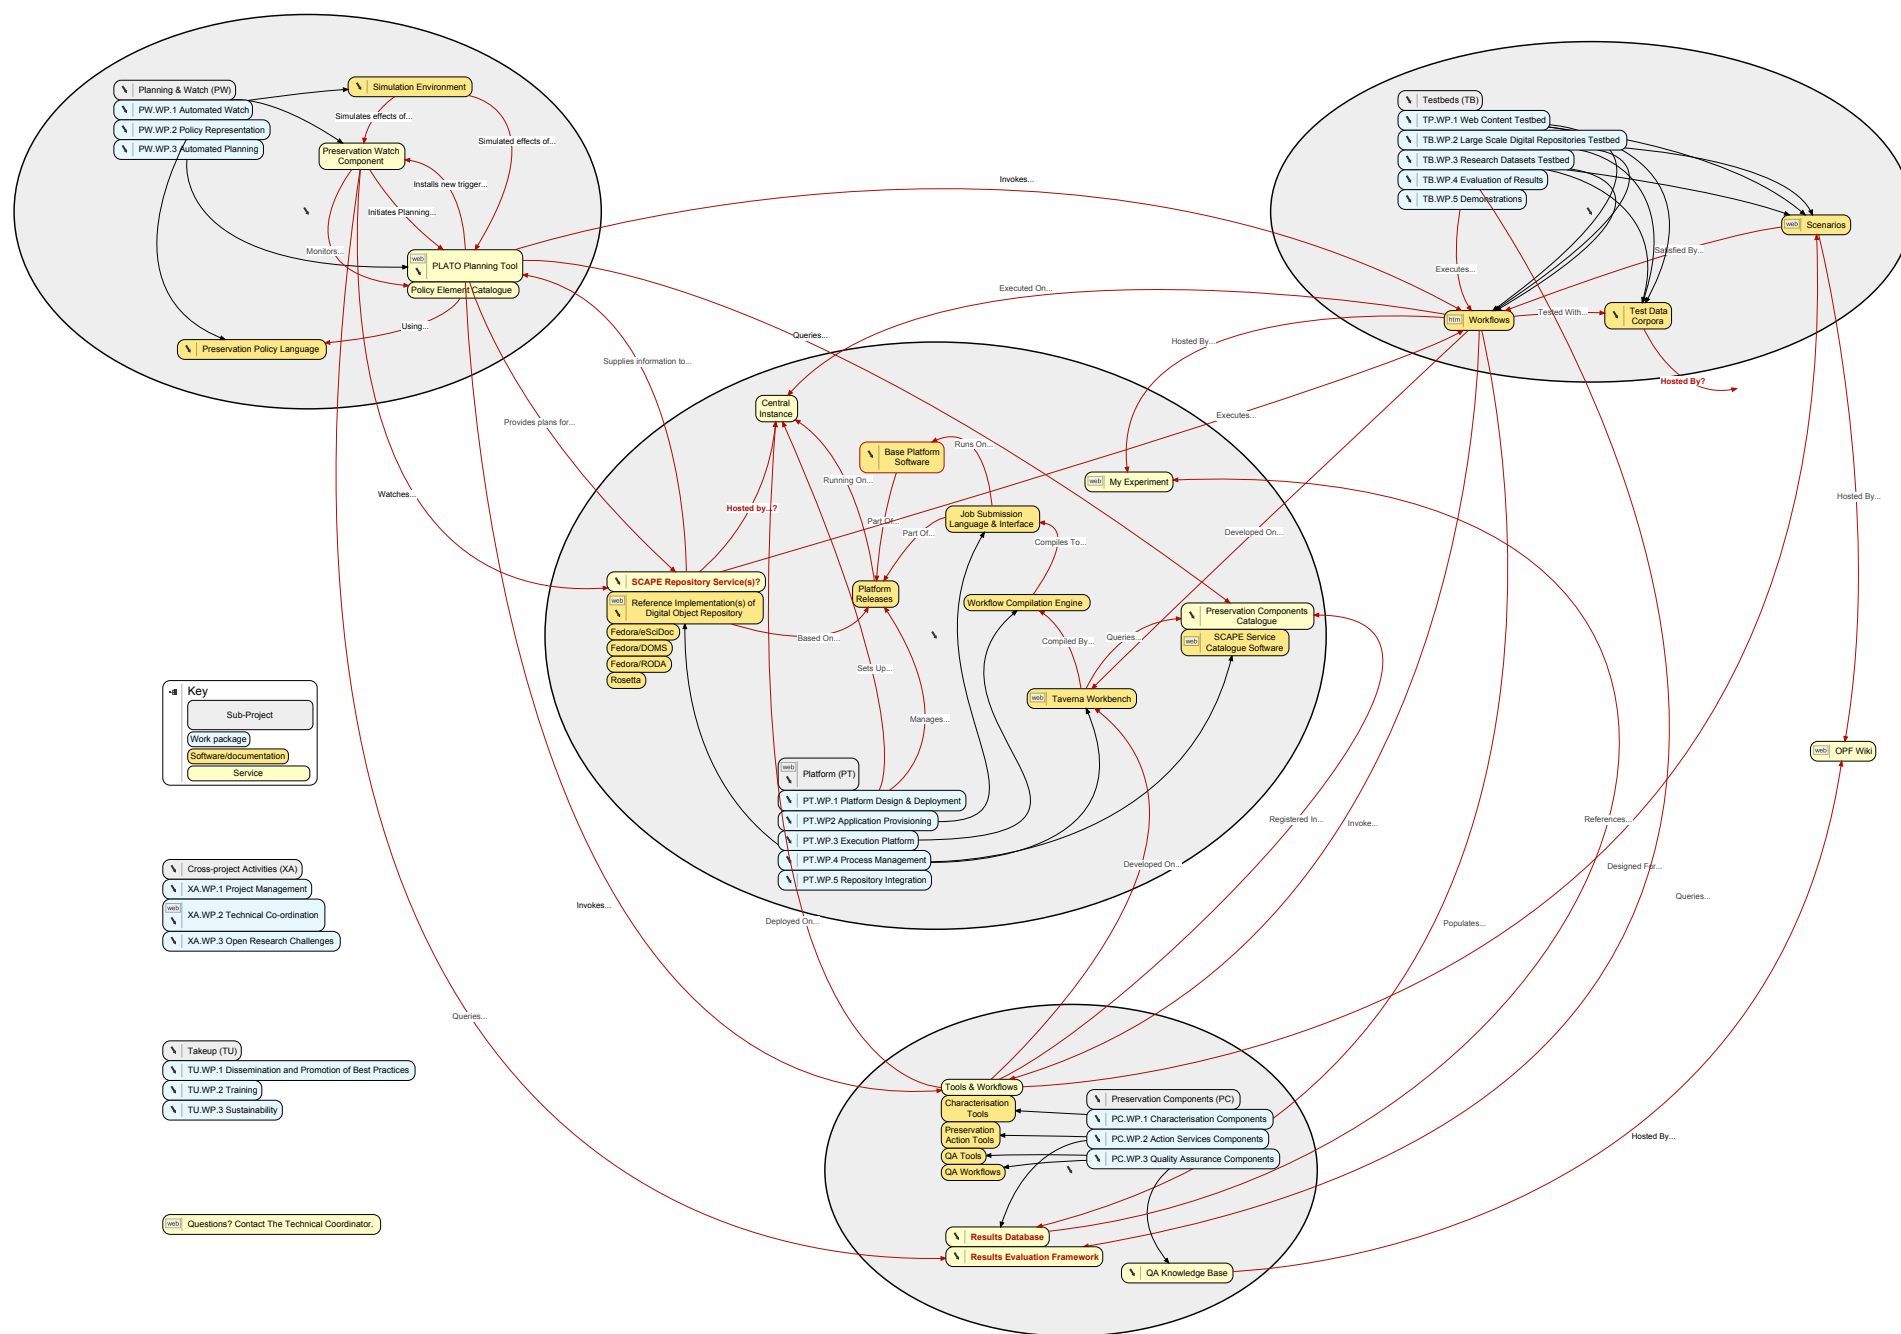 Planning & Watch (PW)
PW.WP.1 Automated Watch
PW.WP.2 Policy Representation
PW.WP.3 Automated Planning
Simulation Environment
Simulates effects of...
Simulated effects of...
Preservation Watch
Component
Installs new trigger...
Initiates Planning...
Monitors...
web
PLATO Planning Tool
Policy Element Catalogue
Using...
Preservation Policy Language
Testbeds (TB)
TP.WP.1 Web Content Testbed
TB.WP.2 Large Scale Digital Repositories Testbed
TB.WP.3 Research Datasets Testbed
TB.WP.4 Evaluation of Results
TB.WP.5 Demonstrations
web
Scenarios
Satisfied By...
Executes...
htm
Workflows
Tested With...
Test Data
Corpora
Hosted By?
Invokes...
Executed On...
Queries...
Hosted By...
Supplies information to...
Provides plans for...
Executes...
Watches...
Central
Instance
Base Platform
Software
Runs On...
Running On...
web
My Experiment
Hosted By...
Hosted by...?
Part Of...
Job Submission
Language & Interface
Part Of...
Compiles To...
Developed On...
SCAPE Repository Service(s)?
web
Reference Implementation(s) of
Digital Object Repository
Fedora/eSciDoc
Fedora/DOMS
Fedora/RODA
Rosetta
Platform
Releases
Based On...
Workflow Compilation Engine
Compiled By...
Queries...
Preservation Components
Catalogue
web
SCAPE Service
Catalogue Software
Sets Up...
web
Taverna Workbench
Manages...
web
OPF Wiki
Key
Sub-Project
Work package
Software/documentation
Service
web
Platform (PT)
PT.WP.1 Platform Design & Deployment
PT.WP2 Application Provisioning
PT.WP.3 Execution Platform
PT.WP.4 Process Management
PT.WP.5 Repository Integration
Registered In...
Invoke...
References...
Developed On...
Designed For...
Queries...
Cross-project Activities (XA)
XA.WP.1 Project Management
web
XA.WP.2 Technical Co-ordination
XA.WP.3 Open Research Challenges
Invokes...
Deployed On...
Populates...
Queries...
Takeup (TU)
TU.WP.1 Dissemination and Promotion of Best Practices
TU.WP.2 Training
TU.WP.3 Sustainability
Tools & Workflows
Characterisation
Tools
Preservation
Action Tools
QA Tools
QA Workflows
Preservation Components (PC)
PC.WP.1 Characterisation Components
PC.WP.2 Action Services Components
PC.WP.3 Quality Assurance Components
Hosted By...
web
Questions? Contact The Technical Coordinator.
Results Database
Results Evaluation Framework
QA Knowledge Base